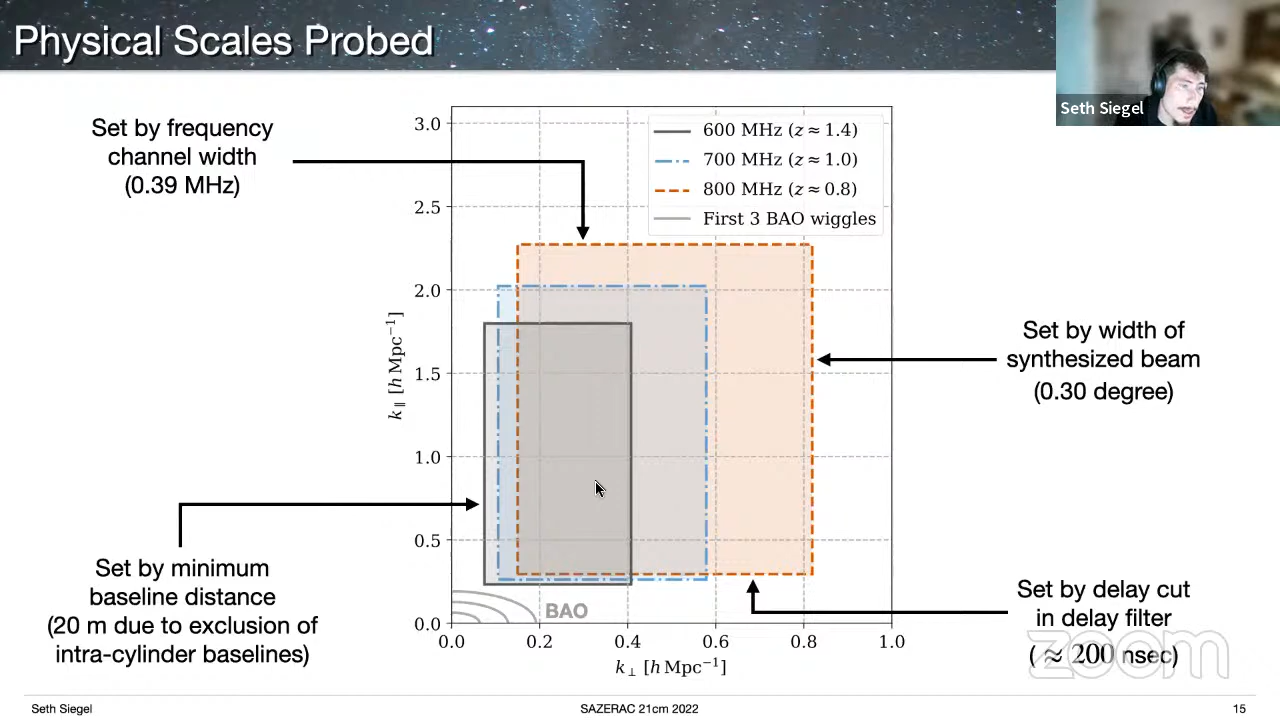 Physical Scales Probed
Seth Siegel
Set by frequency
channel width
(0.39 MHz)
600 MHz (z ≈ 1.4)
700 MHz (z ≈ 1.0)
800 MHz (z ≈ 0.8)
First 3 BAO wiggles
3.0
2.5
2.0
1.5
1.0
0.5
0.0
k∥ [h Mpc⁻¹]
BAO
0.0 0.2 0.4 0.6 0.8 1.0
k⊥ [h Mpc⁻¹]
Set by width of
synthesized beam
(0.30 degree)
Set by minimum
baseline distance
(20 m due to exclusion of
intra-cylinder baselines)
Set by delay cut
in delay filter
( ≈ 200 nsec)
zoom
Seth Siegel
SAZERAC 21cm 2022
15